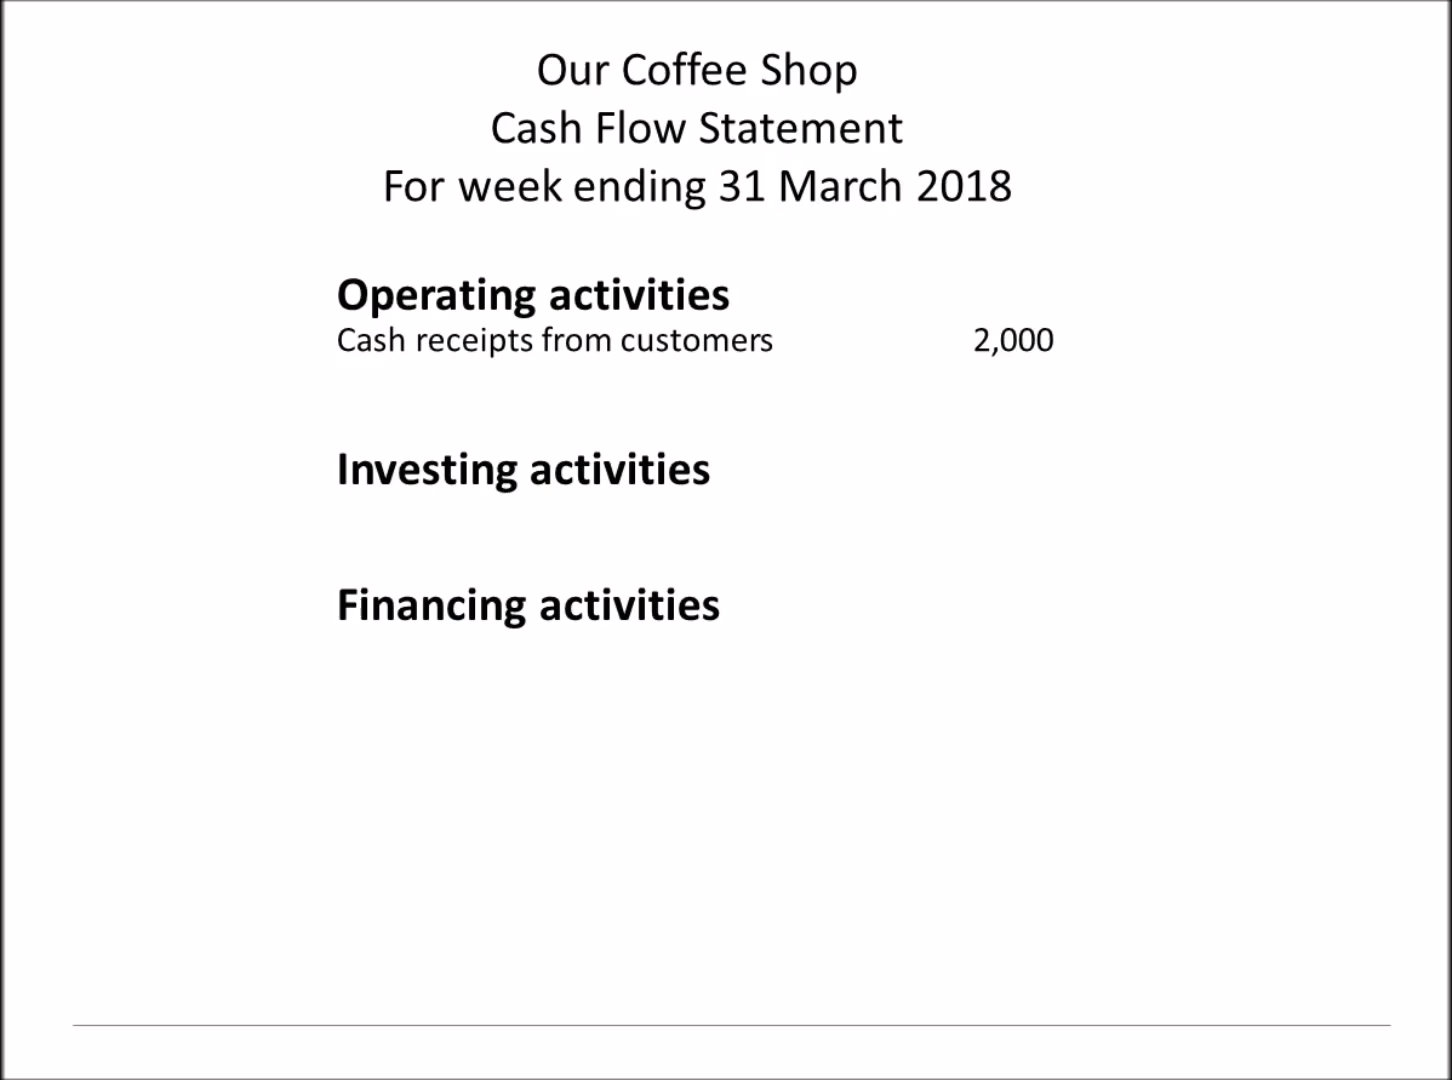 Our Coffee Shop
Cash Flow Statement
For week ending 31 March 2018
Operating activities
Cash receipts from customers 2,000
Investing activities
Financing activities